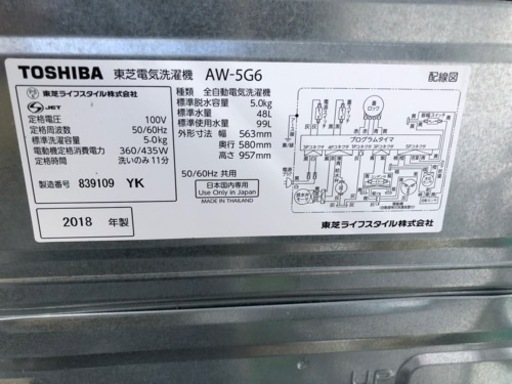 TOSHIBA 東芝電気洗濯機 AW-5G6
東芝ライフスタイル株式会社
S-JET
定格電圧 100V
定格周波数 50/60Hz
標準洗濯容量 5.0kg
電動機定格消費電力 360/435W
定格時間 洗いのみ11分
製造番号 839109 YK
2018 年製
種類 全自動電気洗濯機
標準脱水容量 5.0kg
標準水量 48L
標準使用水量 99L
外形寸法 幅 563mm
奥行 580mm
高さ 957mm
50/60Hz 共用
日本国内専用
Use Only in Japan
MADE IN THAILAND
配線図
プログラムタイマ
東芝ライフスタイル株式会社
UP